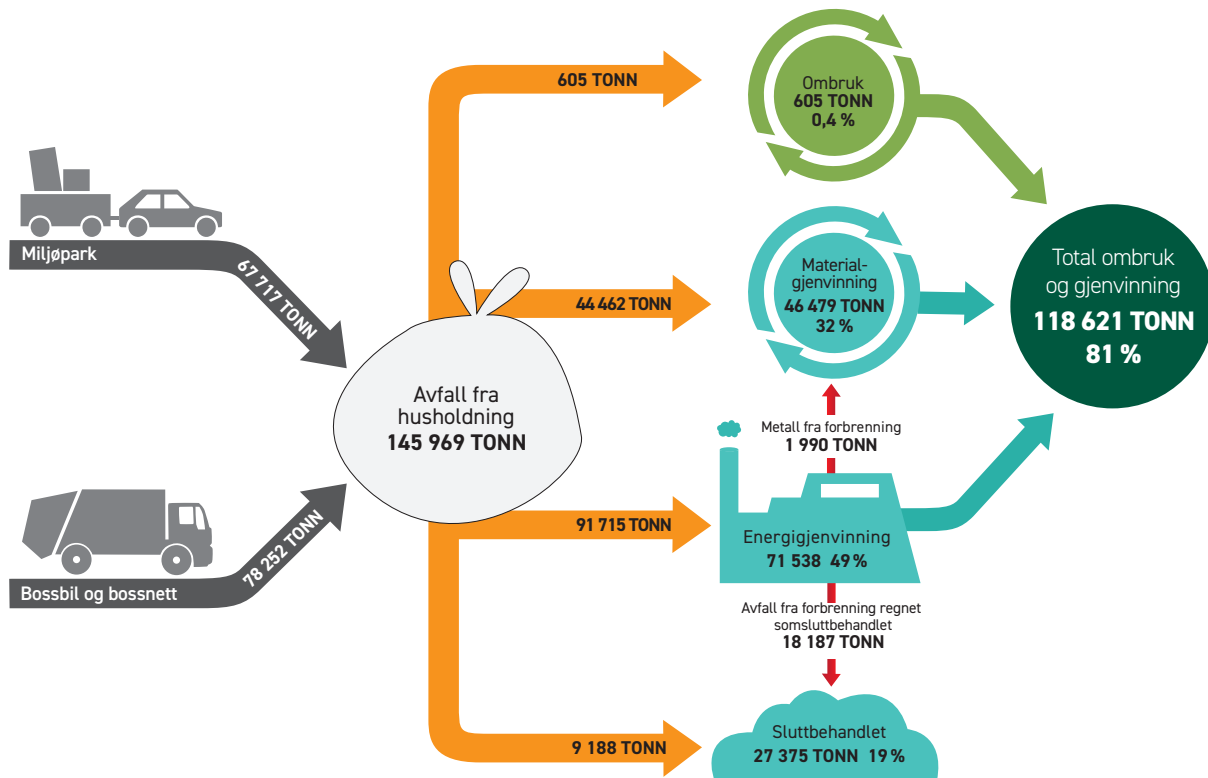 605 TONN
Ombruk
605 TONN
0,4 %
Miljøpark
67 717 TONN
44 462 TONN
Material-
gjenvinning
46 479 TONN
32 %
Total ombruk
og gjenvinning
118 621 TONN
81 %
Avfall fra
husholdning
145 969 TONN
Metall fra forbrenning
1 990 TONN
78 252 TONN
Bossbil og bossnett
91 715 TONN
Energigjenvinning
71 538 49 %
Avfall fra forbrenning regnet
somsluttbehandlet
18 187 TONN
9 188 TONN
Sluttbehandlet
27 375 TONN 19 %